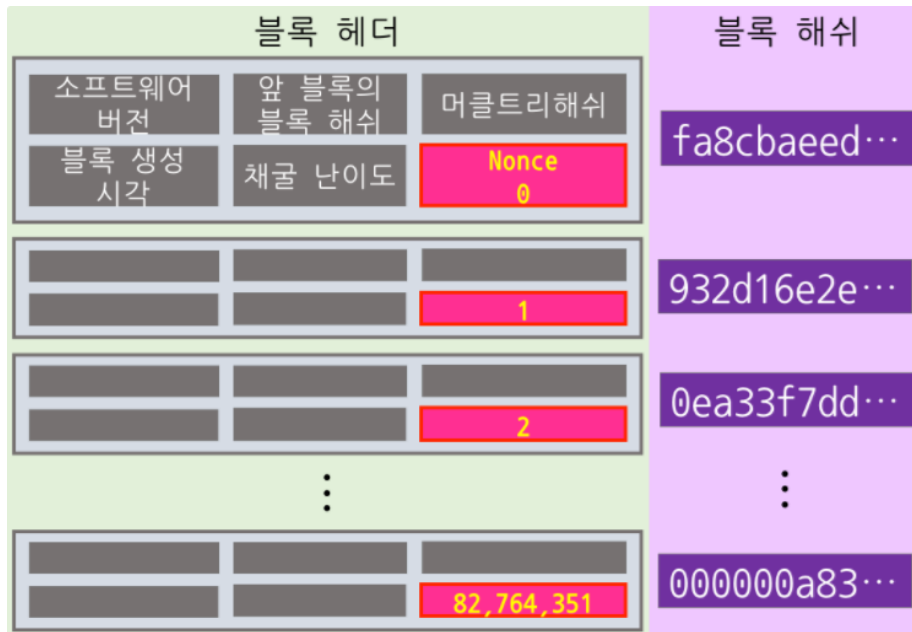 블록 헤더
블록 해쉬
소프트웨어
버전
앞 블록의
블록 해쉬
머클트리해쉬
블록 생성
시각
채굴 난이도
Nonce
0
fa8cbaeed…
1
932d16e2e…
2
0ea33f7dd…
⋮
⋮
82,764,351
000000a83…